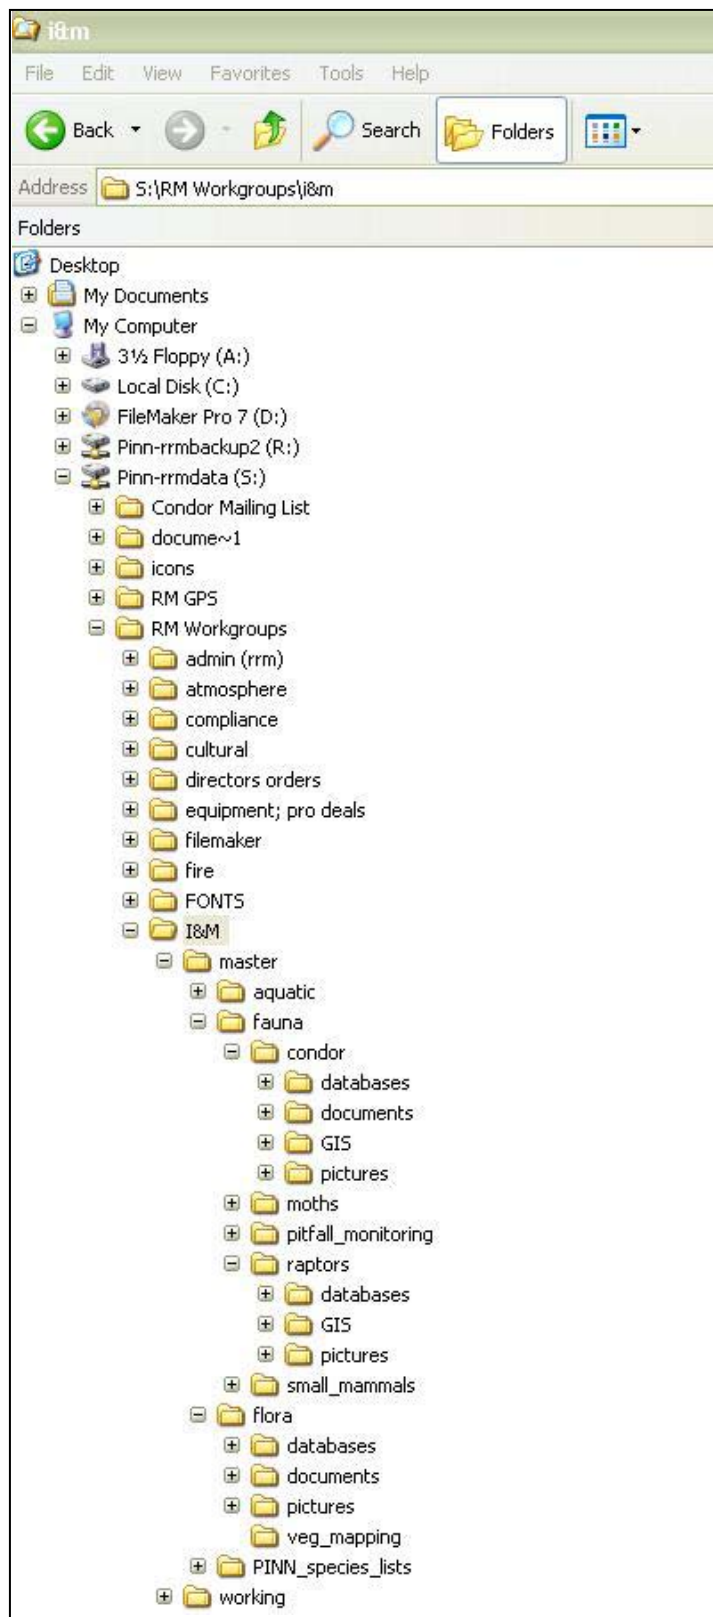 i&m
File Edit View Favorites Tools Help
Back Search Folders
Address S:\RM Workgroups\i&m
Folders
Desktop
My Documents
My Computer
3½ Floppy (A:)
Local Disk (C:)
FileMaker Pro 7 (D:)
Pinn-rrmbackup2 (R:)
Pinn-rrmdata (S:)
Condor Mailing List
docume~1
icons
RM GPS
RM Workgroups
admin (rrm)
atmosphere
compliance
cultural
directors orders
equipment; pro deals
filemaker
fire
FONTS
I&M
master
aquatic
fauna
condor
databases
documents
GIS
pictures
moths
pitfall_monitoring
raptors
databases
GIS
pictures
small_mammals
flora
databases
documents
pictures
veg_mapping
PINN_species_lists
working